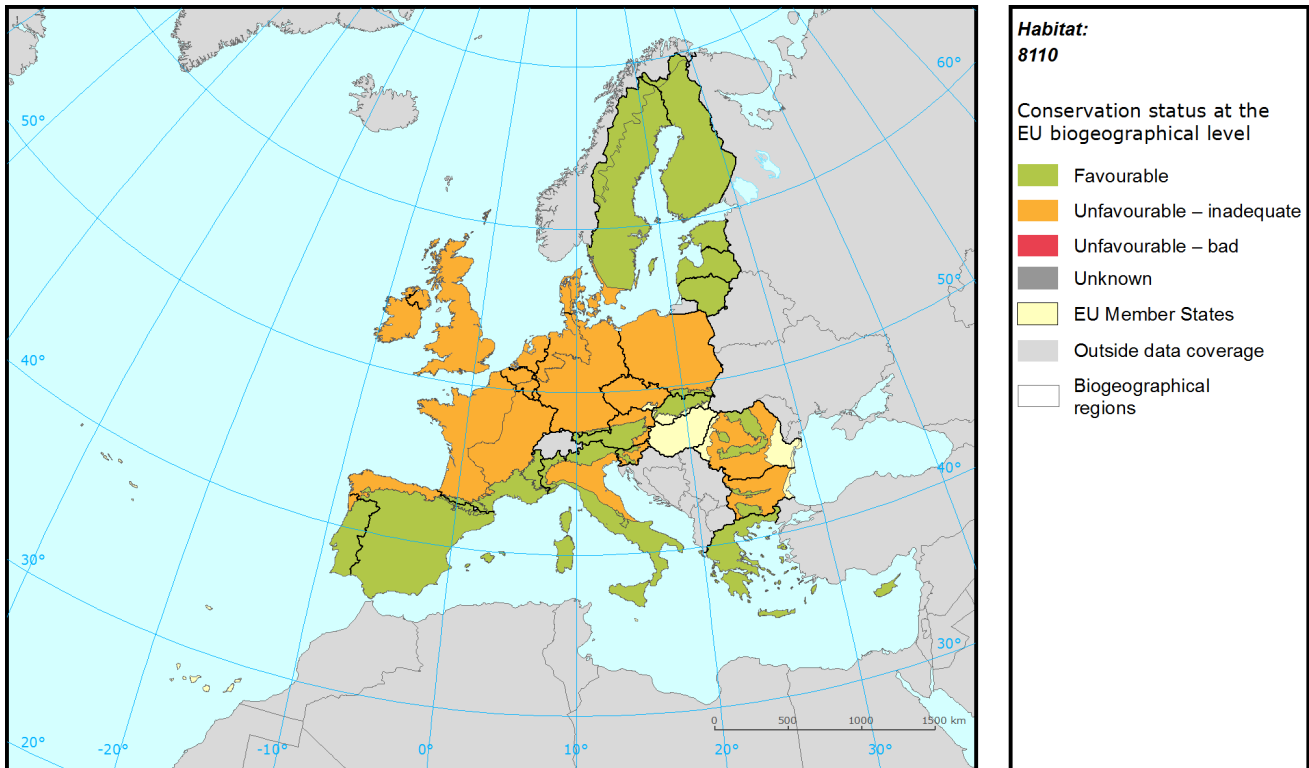 Habitat:
8110
Conservation status at the
EU biogeographical level
Favourable
Unfavourable – inadequate
Unfavourable – bad
Unknown
EU Member States
Outside data coverage
Biogeographical
regions
60°
50°
50°
40°
40°
30°
30°
20°
-20°
-10°
0°
10°
20°
30°
0
500
1000
1500 km